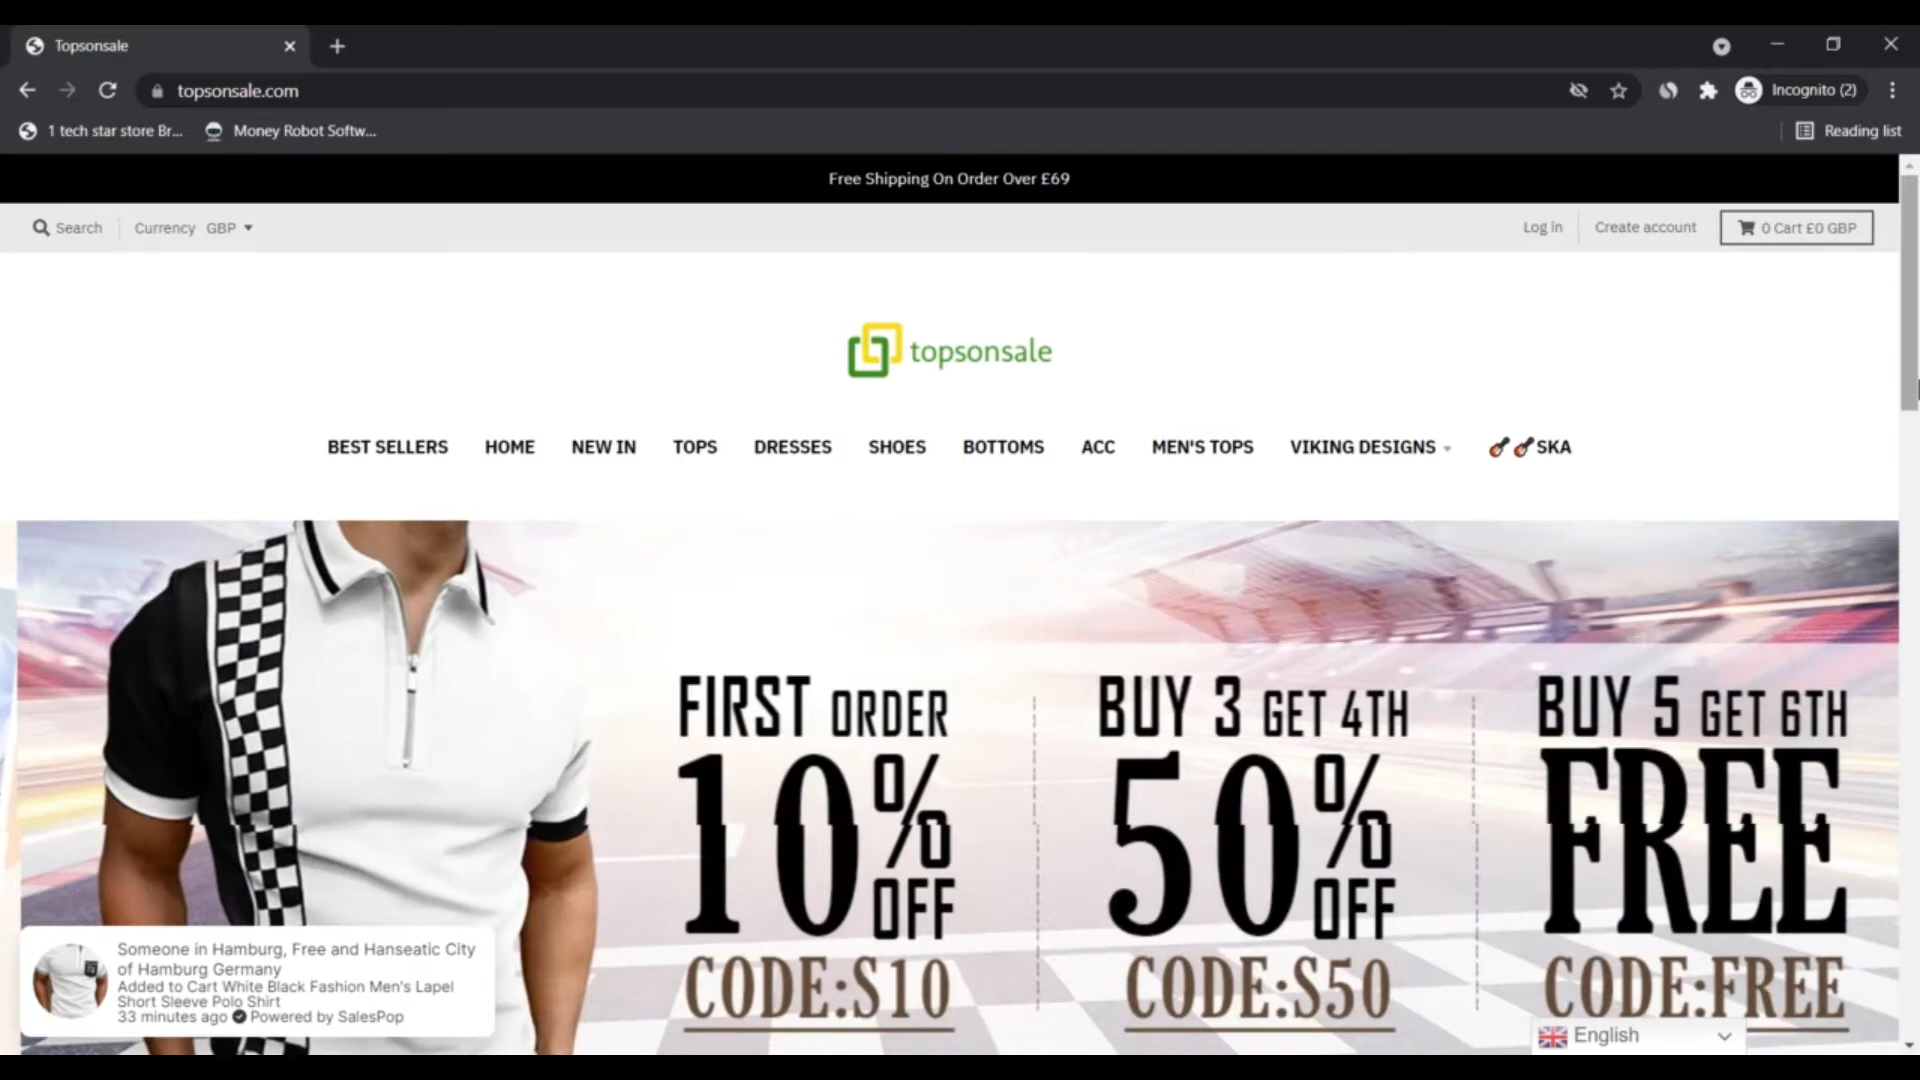 Topsonsale
topsonsale.com
Incognito (2)
1 tech star store Br...
Money Robot Softw...
Reading list
Free Shipping On Order Over £69
Search
Currency GBP
Log in
Create account
0 Cart £0 GBP
topsonsale
BEST SELLERS
HOME
NEW IN
TOPS
DRESSES
SHOES
BOTTOMS
ACC
MEN'S TOPS
VIKING DESIGNS
SKA
FIRST ORDER
10% OFF
CODE:S10
BUY 3 GET 4TH
50% OFF
CODE:S50
BUY 5 GET 6TH
FREE
CODE:FREE
Someone in Hamburg, Free and Hanseatic City
of Hamburg Germany
Added to Cart White Black Fashion Men's Lapel
Short Sleeve Polo Shirt
33 minutes ago Powered by SalesPop
English